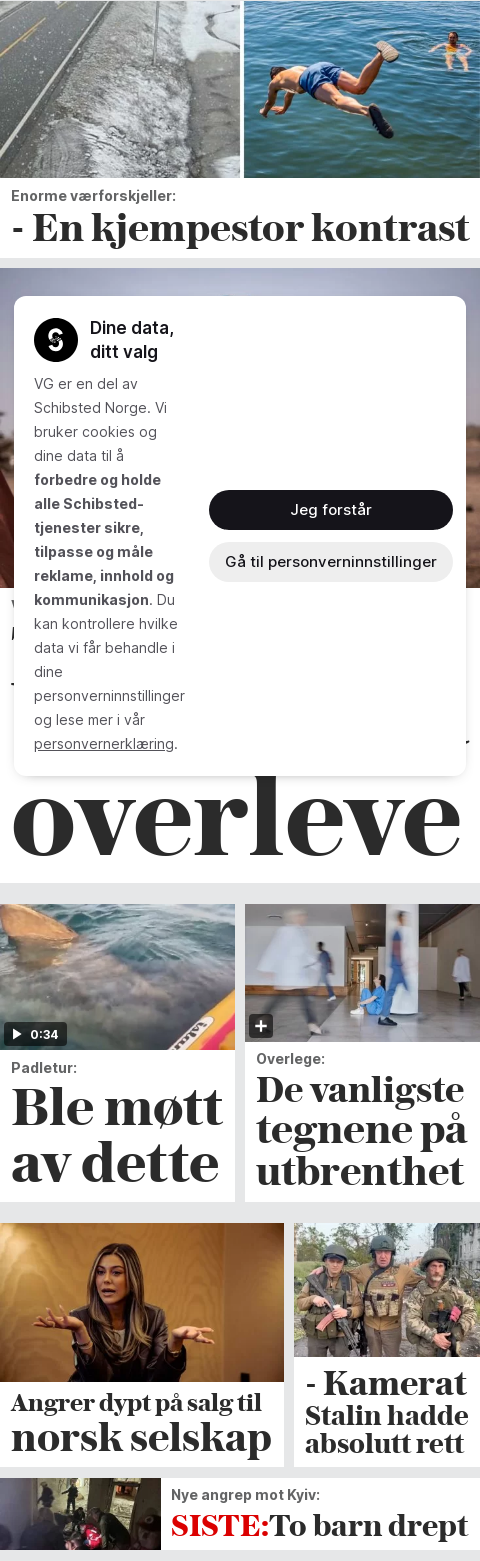 Enorme værforskjeller:
- En kjempestor kontrast
Dine data,
ditt valg
VG er en del av
Schibsted Norge. Vi
bruker cookies og
dine data til å
forbedre og holde
alle Schibsted-
tjenester sikre,
tilpasse og måle
reklame, innhold og
kommunikasjon. Du
kan kontrollere hvilke
data vi får behandle i
dine
personverninnstillinger
og lese mer i vår
personvernerklæring.
Jeg forstår
Gå til personverninnstillinger
overleve
0:34
Padletur:
Ble møtt
av dette
Overlege:
De vanligste
tegnene på
utbrenthet
Angrer dypt på salg til
norsk selskap
- Kamerat
Stalin hadde
absolutt rett
Nye angrep mot Kyiv:
SISTE:To barn drept